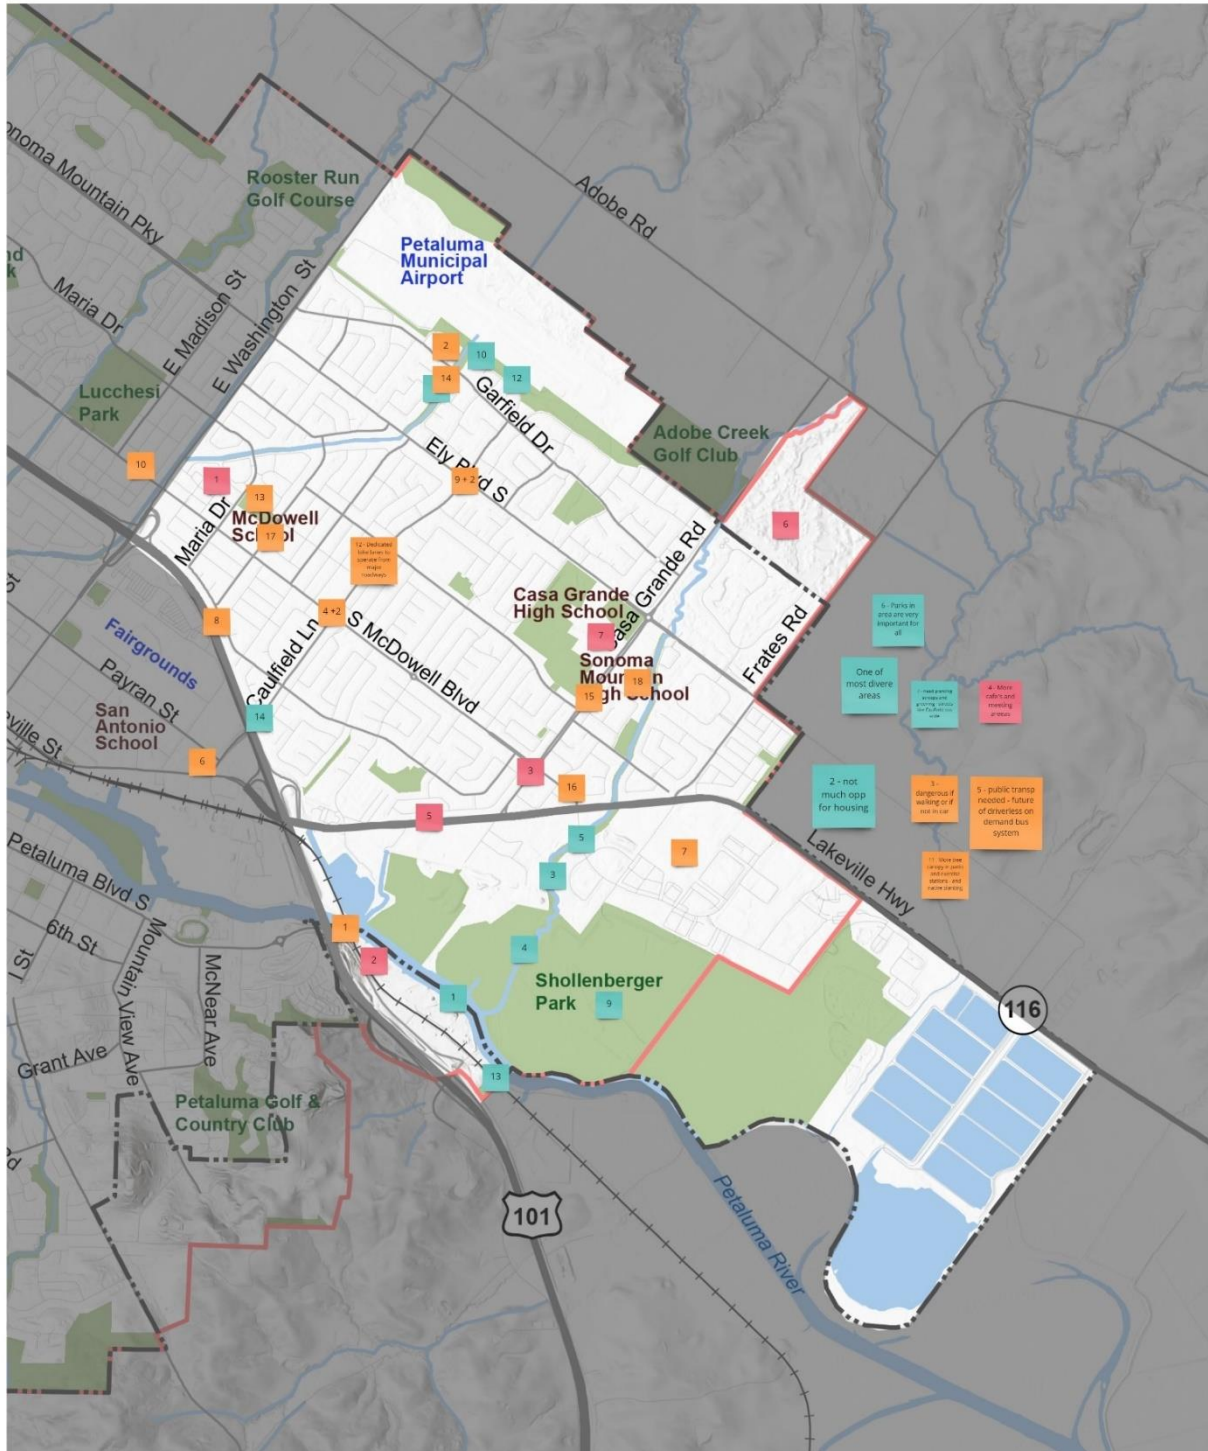 Rooster Run
Golf Course
Adobe Rd
onoma Mountain Pky
Petaluma
Municipal
Airport
nd
k
Maria Dr
E Madison St
E Washington St
2
10
14
12
Lucchesi
Park
Garfield Dr
Adobe Creek
Golf Club
Ely Blvd S
10
1
9 + 2
13
McDowell
School
17
Maria Dr
6
12 - Dedicated
bike lanes to
operate from
major
roadways
Casa Grande
High School
Casa Grande Rd
St
8
4 +2
7
Fairgrounds
Caulfield Ln
S McDowell Blvd
Sonoma
Mountain
High School
Frates Rd
18
15
6 - Parks in
area are very
important for
all
One of
most divere
areas
4 - More
cafe's and
meeting
areas
Payran St
San
Antonio
School
14
ville St
6
3
16
2 - not
much opp
for housing
3 -
dangerous if
walking or if
not in car
5 - public transp
needed - future
of driverless on
demand bus
system
5
5
7
Lakeville Hwy
3
Petaluma Blvd S
6th St
I St
Mountain View Ave
McNear Ave
1
2
4
1
Shollenberger
Park
9
116
Grant Ave
13
Petaluma Golf &
Country Club
Rd
101
Petaluma River